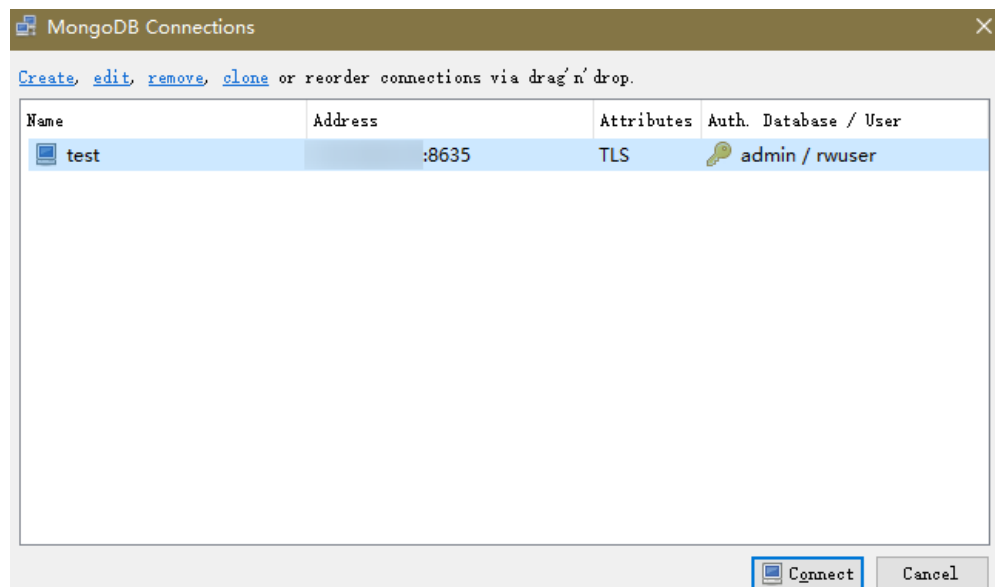 MongoDB Connections
Create, edit, remove, clone or reorder connections via drag'n'drop.
Name Address Attributes Auth. Database / User
test :8635 TLS admin / rwuser
Connect Cancel